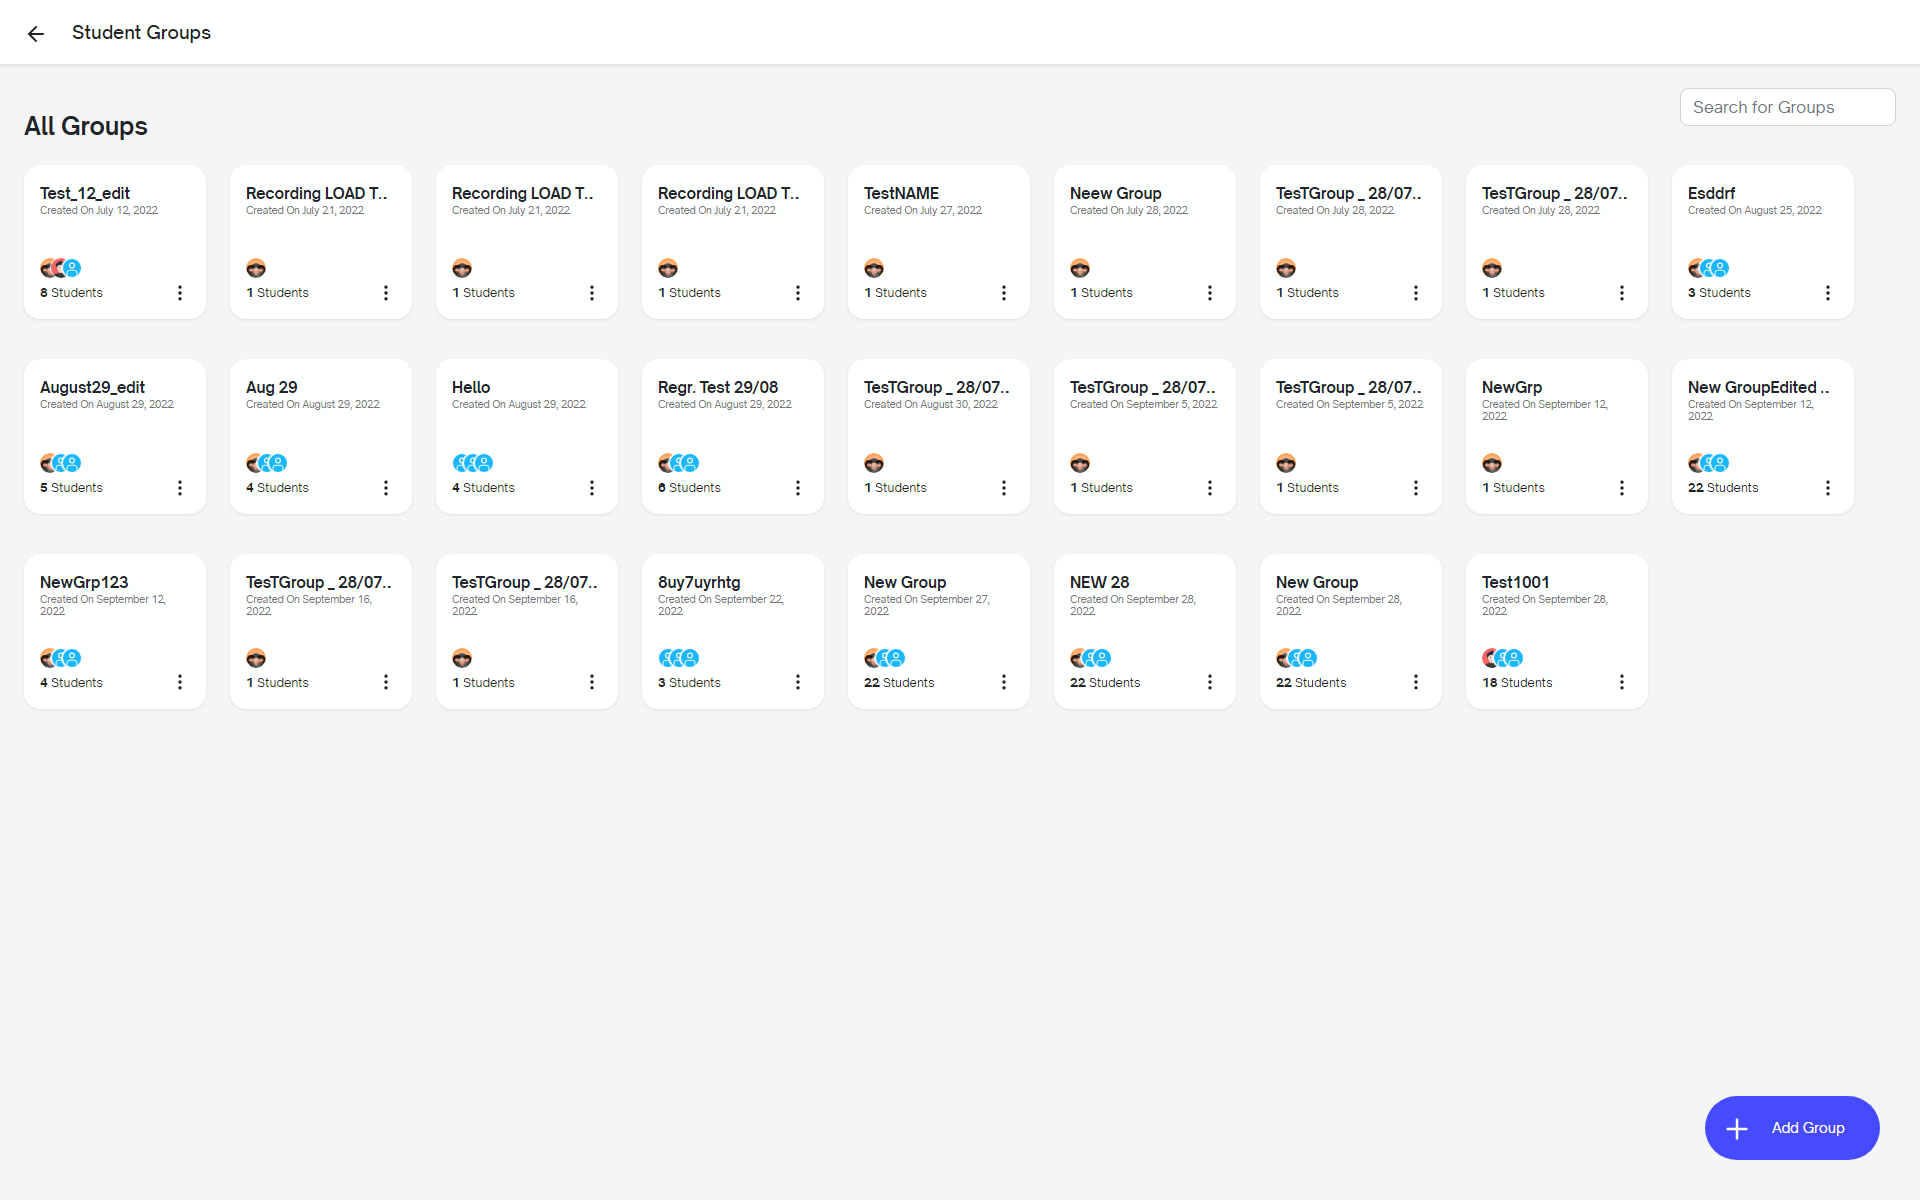 Student Groups
Search for Groups
All Groups
Test_12_edit
Created On July 12, 2022
8 Students
Recording LOAD T..
Created On July 21, 2022
1 Students
Recording LOAD T..
Created On July 21, 2022
1 Students
Recording LOAD T..
Created On July 21, 2022
1 Students
TestNAME
Created On July 27, 2022
1 Students
Neew Group
Created On July 28, 2022
1 Students
TesTGroup _ 28/07..
Created On July 28, 2022
1 Students
TesTGroup _ 28/07..
Created On July 28, 2022
1 Students
Esddrf
Created On August 25, 2022
3 Students
August29_edit
Created On August 29, 2022
5 Students
Aug 29
Created On August 29, 2022
4 Students
Hello
Created On August 29, 2022
4 Students
Regr. Test 29/08
Created On August 29, 2022
6 Students
TesTGroup _ 28/07..
Created On August 30, 2022
1 Students
TesTGroup _ 28/07..
Created On September 5, 2022
1 Students
TesTGroup _ 28/07..
Created On September 5, 2022
1 Students
NewGrp
Created On September 12,
2022
1 Students
New GroupEdited ..
Created On September 12,
2022
22 Students
NewGrp123
Created On September 12,
2022
4 Students
TesTGroup _ 28/07..
Created On September 16,
2022
1 Students
TesTGroup _ 28/07..
Created On September 16,
2022
1 Students
8uy7uyrhtg
Created On September 22,
2022
3 Students
New Group
Created On September 27,
2022
22 Students
NEW 28
Created On September 28,
2022
22 Students
New Group
Created On September 28,
2022
22 Students
Test1001
Created On September 28,
2022
18 Students
Add Group